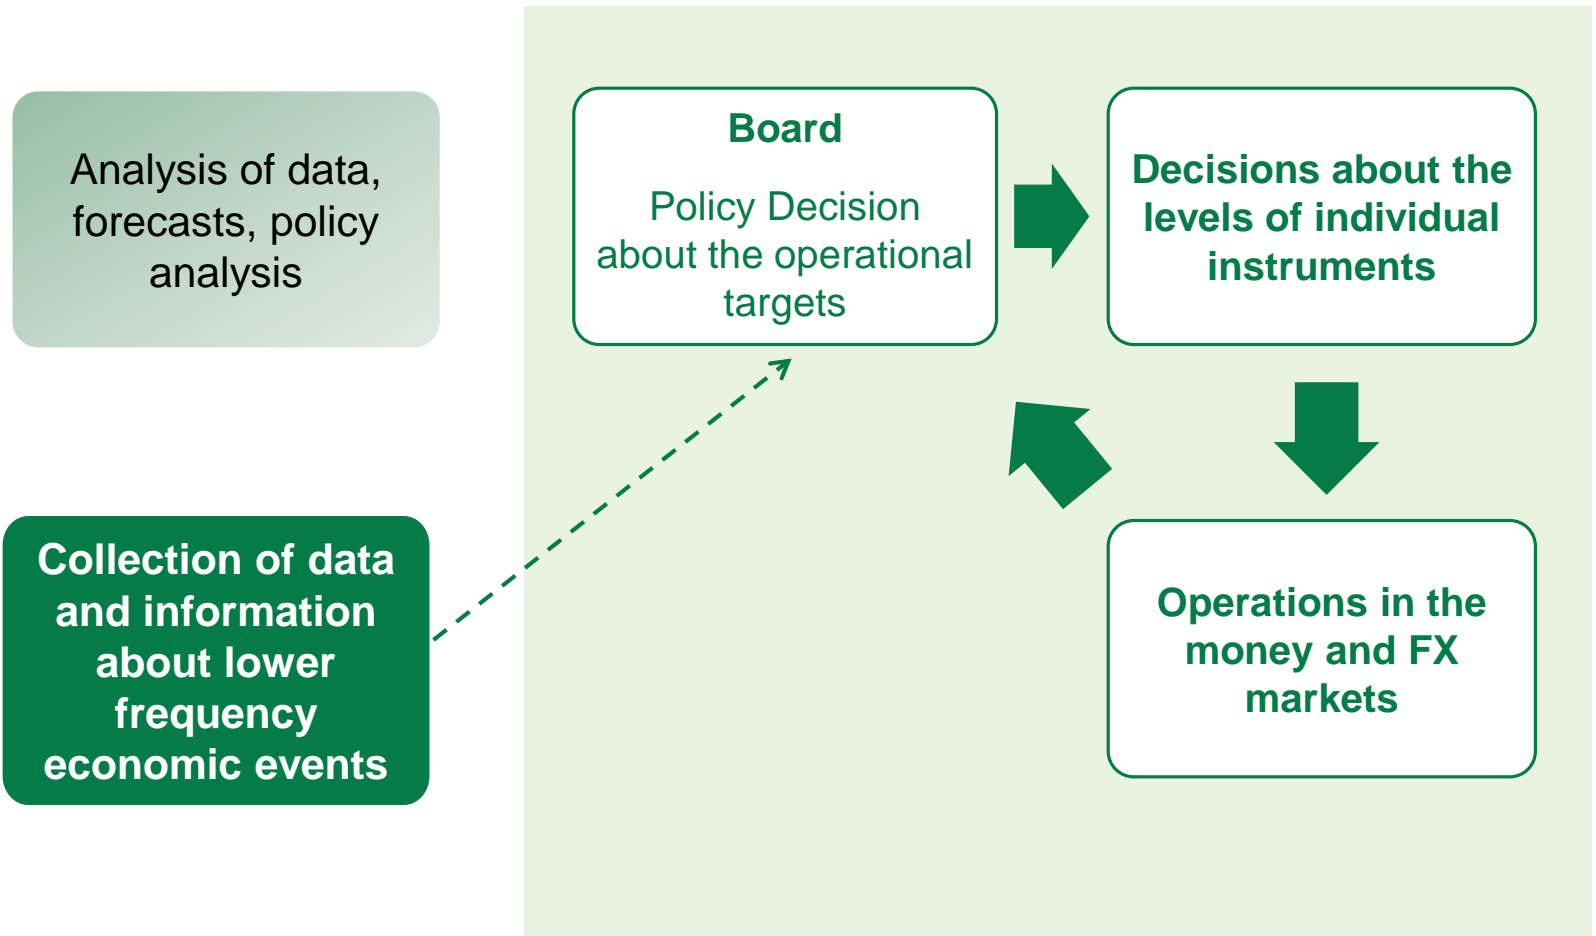 Analysis of data,
forecasts, policy
analysis
Board
Policy Decision
about the operational
targets
Decisions about the
levels of individual
instruments
Collection of data
and information
about lower
frequency
economic events
Operations in the
money and FX
markets